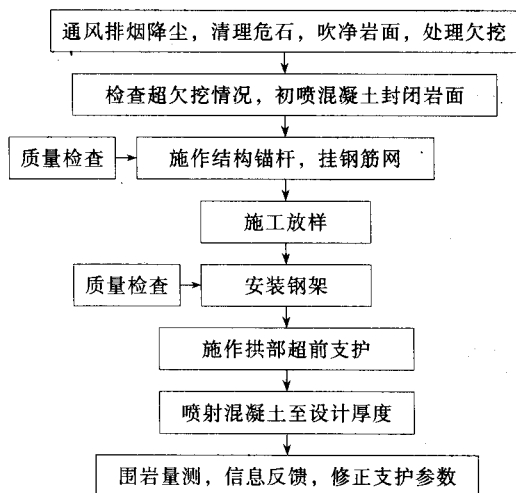 通风排烟降尘，清理危石，吹净岩面，处理欠挖
检查超欠挖情况，初喷混凝土封闭岩面
质量检查
施作结构锚杆，挂钢筋网
施工放样
质量检查
安装钢架
施作拱部超前支护
喷射混凝土至设计厚度
围岩量测，信息反馈，修正支护参数